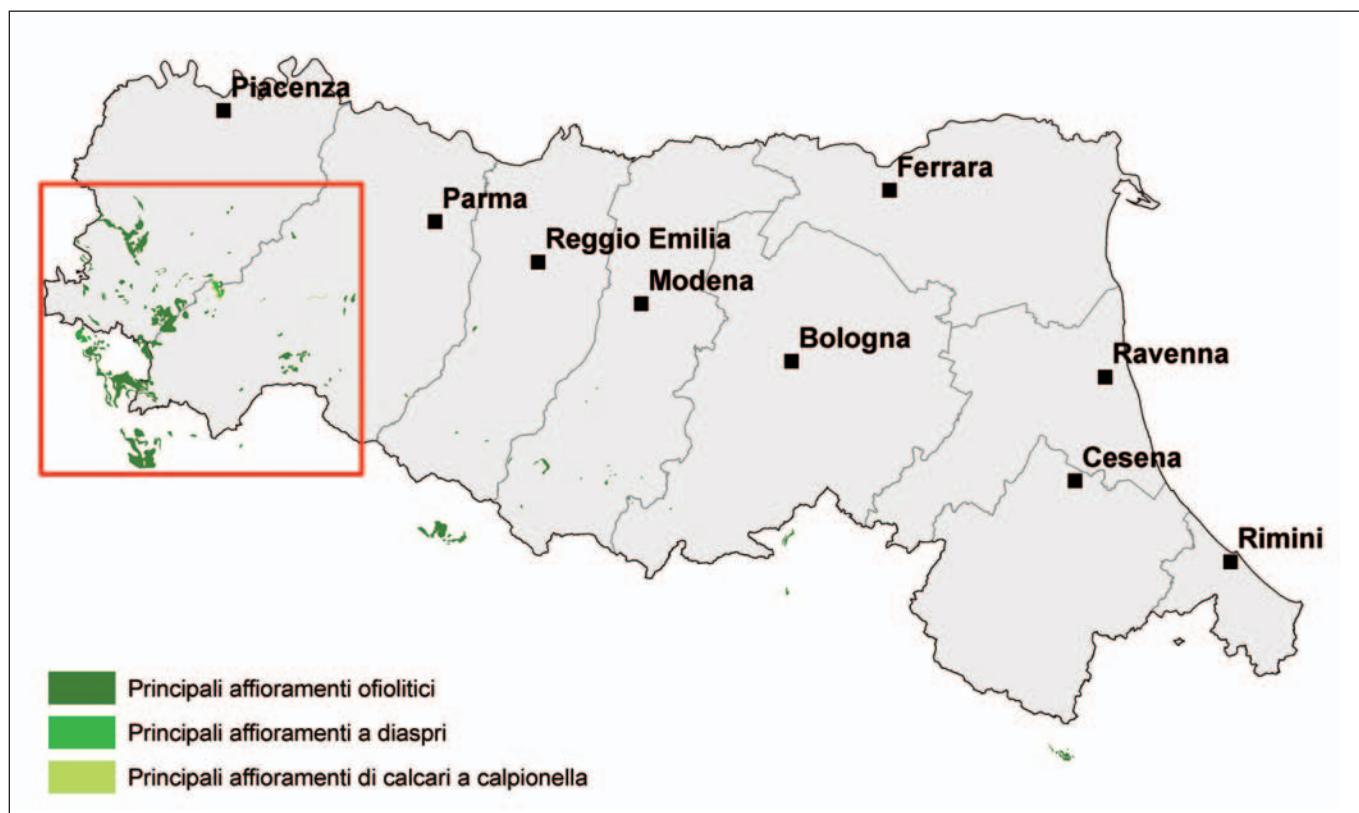 Piacenza
Ferrara
Parma
Reggio Emilia
Modena
Bologna
Ravenna
Cesena
Rimini
Principali affioramenti ofiolitici
Principali affioramenti a diaspri
Principali affioramenti di calcari a calpionella